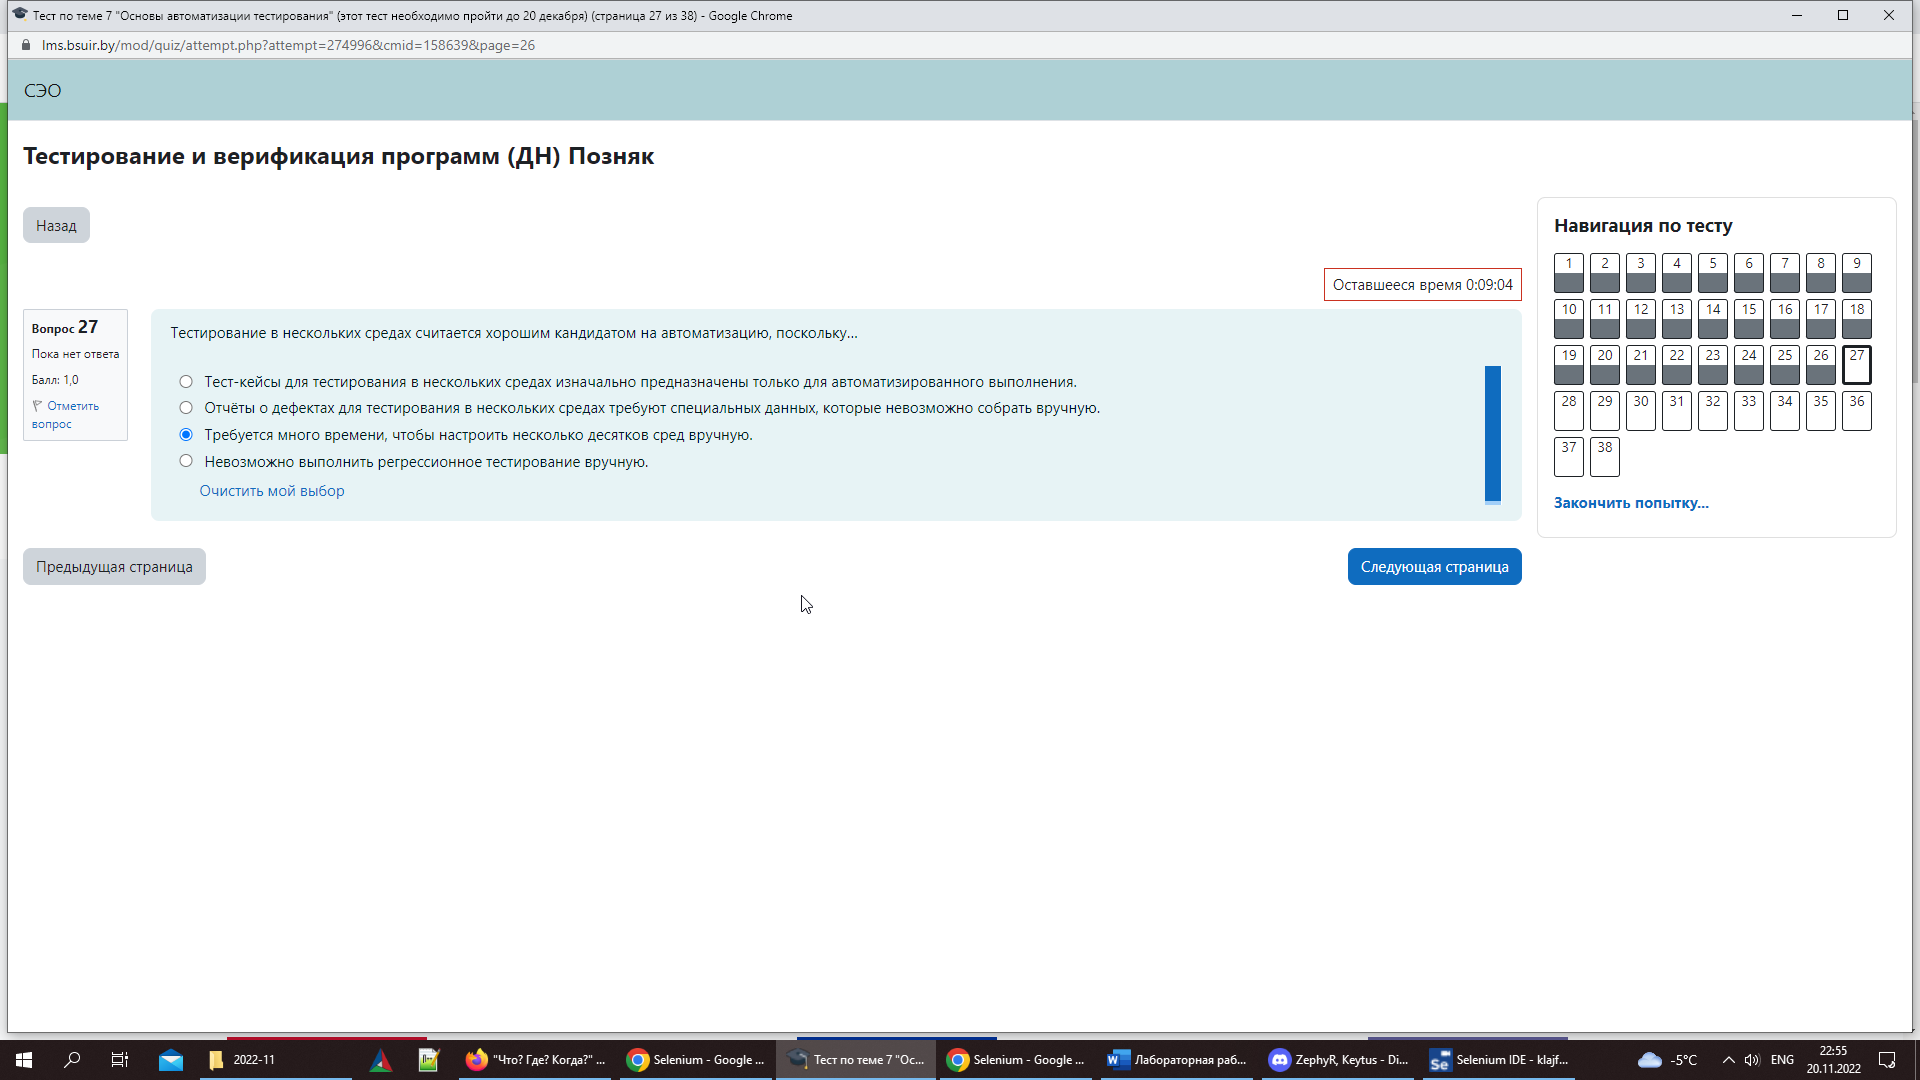 Тест по теме 7 "Основы автоматизации тестирования" (этот тест необходимо пройти до 20 декабря) (страница 27 из 38) - Google Chrome
lms.bsuir.by/mod/quiz/attempt.php?attempt=274996&cmid=158639&page=26
СЭО
Тестирование и верификация программ (ДН) Позняк
Назад
Оставшееся время 0:09:04
Вопрос 27
Пока нет ответа
Балл: 1,0
Отметить вопрос
Тестирование в нескольких средах считается хорошим кандидатом на автоматизацию, поскольку...
Тест-кейсы для тестирования в нескольких средах изначально предназначены только для автоматизированного выполнения.
Отчёты о дефектах для тестирования в нескольких средах требуют специальных данных, которые невозможно собрать вручную.
Требуется много времени, чтобы настроить несколько десятков сред вручную.
Невозможно выполнить регрессионное тестирование вручную.
Очистить мой выбор
Предыдущая страница
Следующая страница
Навигация по тесту
1 2 3 4 5 6 7 8 9
10 11 12 13 14 15 16 17 18
19 20 21 22 23 24 25 26 27
28 29 30 31 32 33 34 35 36
37 38
Закончить попытку...
2022-11
"Что? Где? Когда?" ...
Selenium - Google ...
Тест по теме 7 "Ос...
Selenium - Google ...
Лабораторная раб...
ZephyR, Keytus - Di...
Selenium IDE - klajf...
-5°C
ENG
22:55
20.11.2022